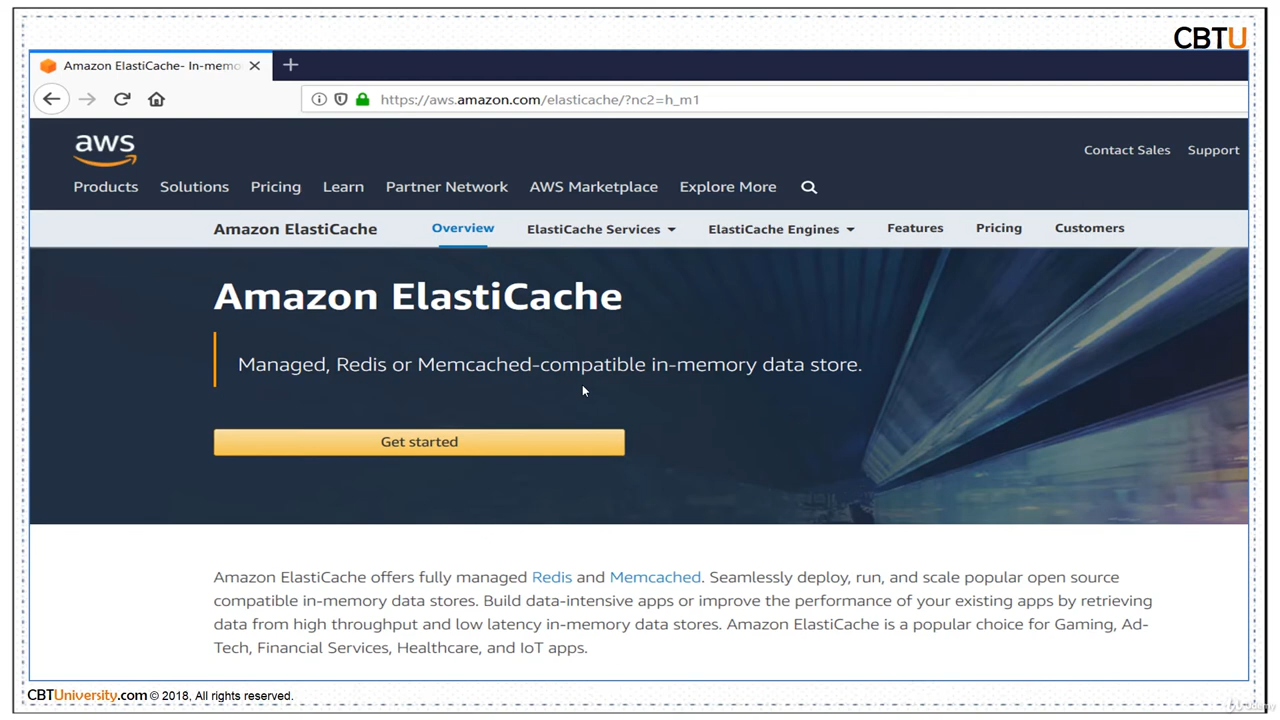 CBTU
Amazon ElastiCache- In-memo
https://aws.amazon.com/elasticache/?nc2=h_m1
aws
Contact Sales Support
Products Solutions Pricing Learn Partner Network AWS Marketplace Explore More
Amazon ElastiCache Overview ElastiCache Services ElastiCache Engines Features Pricing Customers
Amazon ElastiCache
Managed, Redis or Memcached-compatible in-memory data store.
Get started
Amazon ElastiCache offers fully managed Redis and Memcached. Seamlessly deploy, run, and scale popular open source
compatible in-memory data stores. Build data-intensive apps or improve the performance of your existing apps by retrieving
data from high throughput and low latency in-memory data stores. Amazon ElastiCache is a popular choice for Gaming, Ad-
Tech, Financial Services, Healthcare, and IoT apps.
CBTUniversity.com © 2018, All rights reserved.